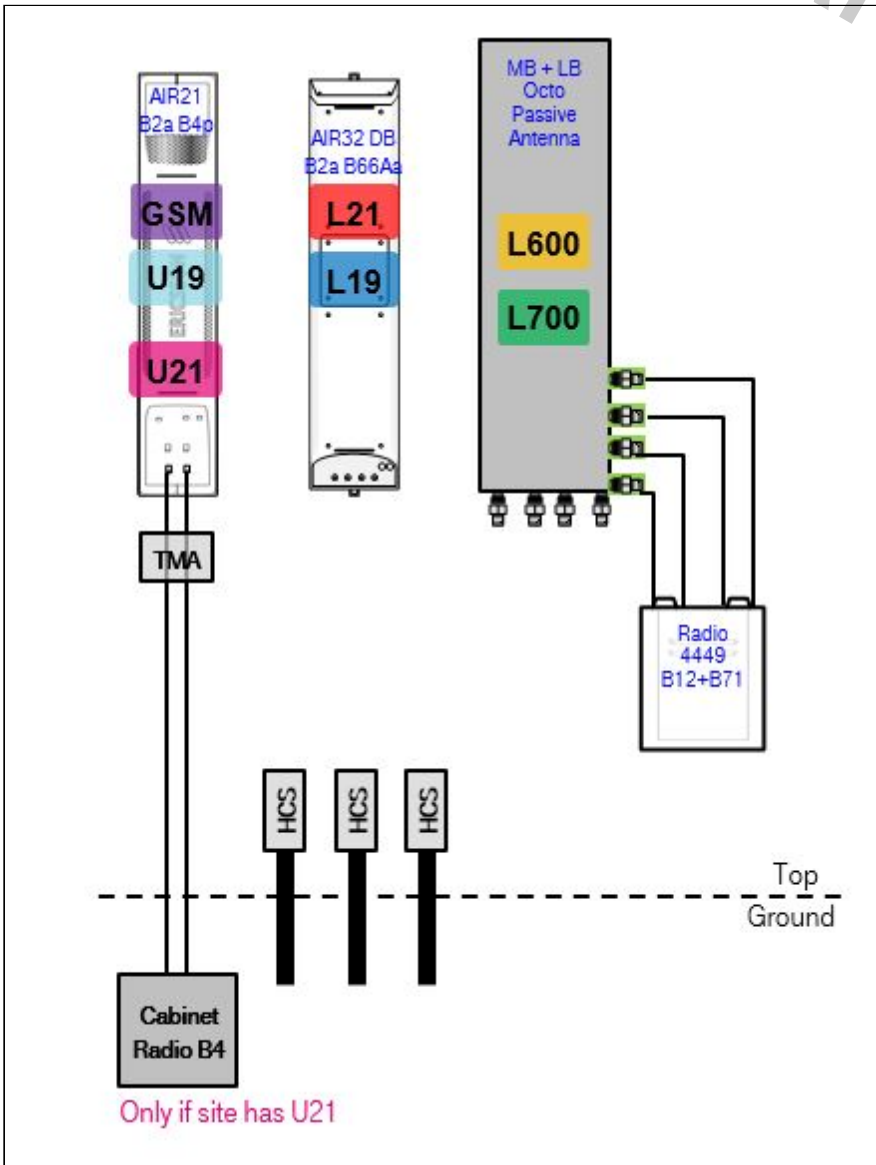 AIR21
B2a B4p
GSM
U19
ERICS
U21
TMA
AIR32 DB
B2a B66Aa
L21
L19
MB + LB
Octo
Passive
Antenna
L600
L700
Radio
4449
B12+B71
HCS
HCS
HCS
Top
Ground
Cabinet
Radio B4
Only if site has U21